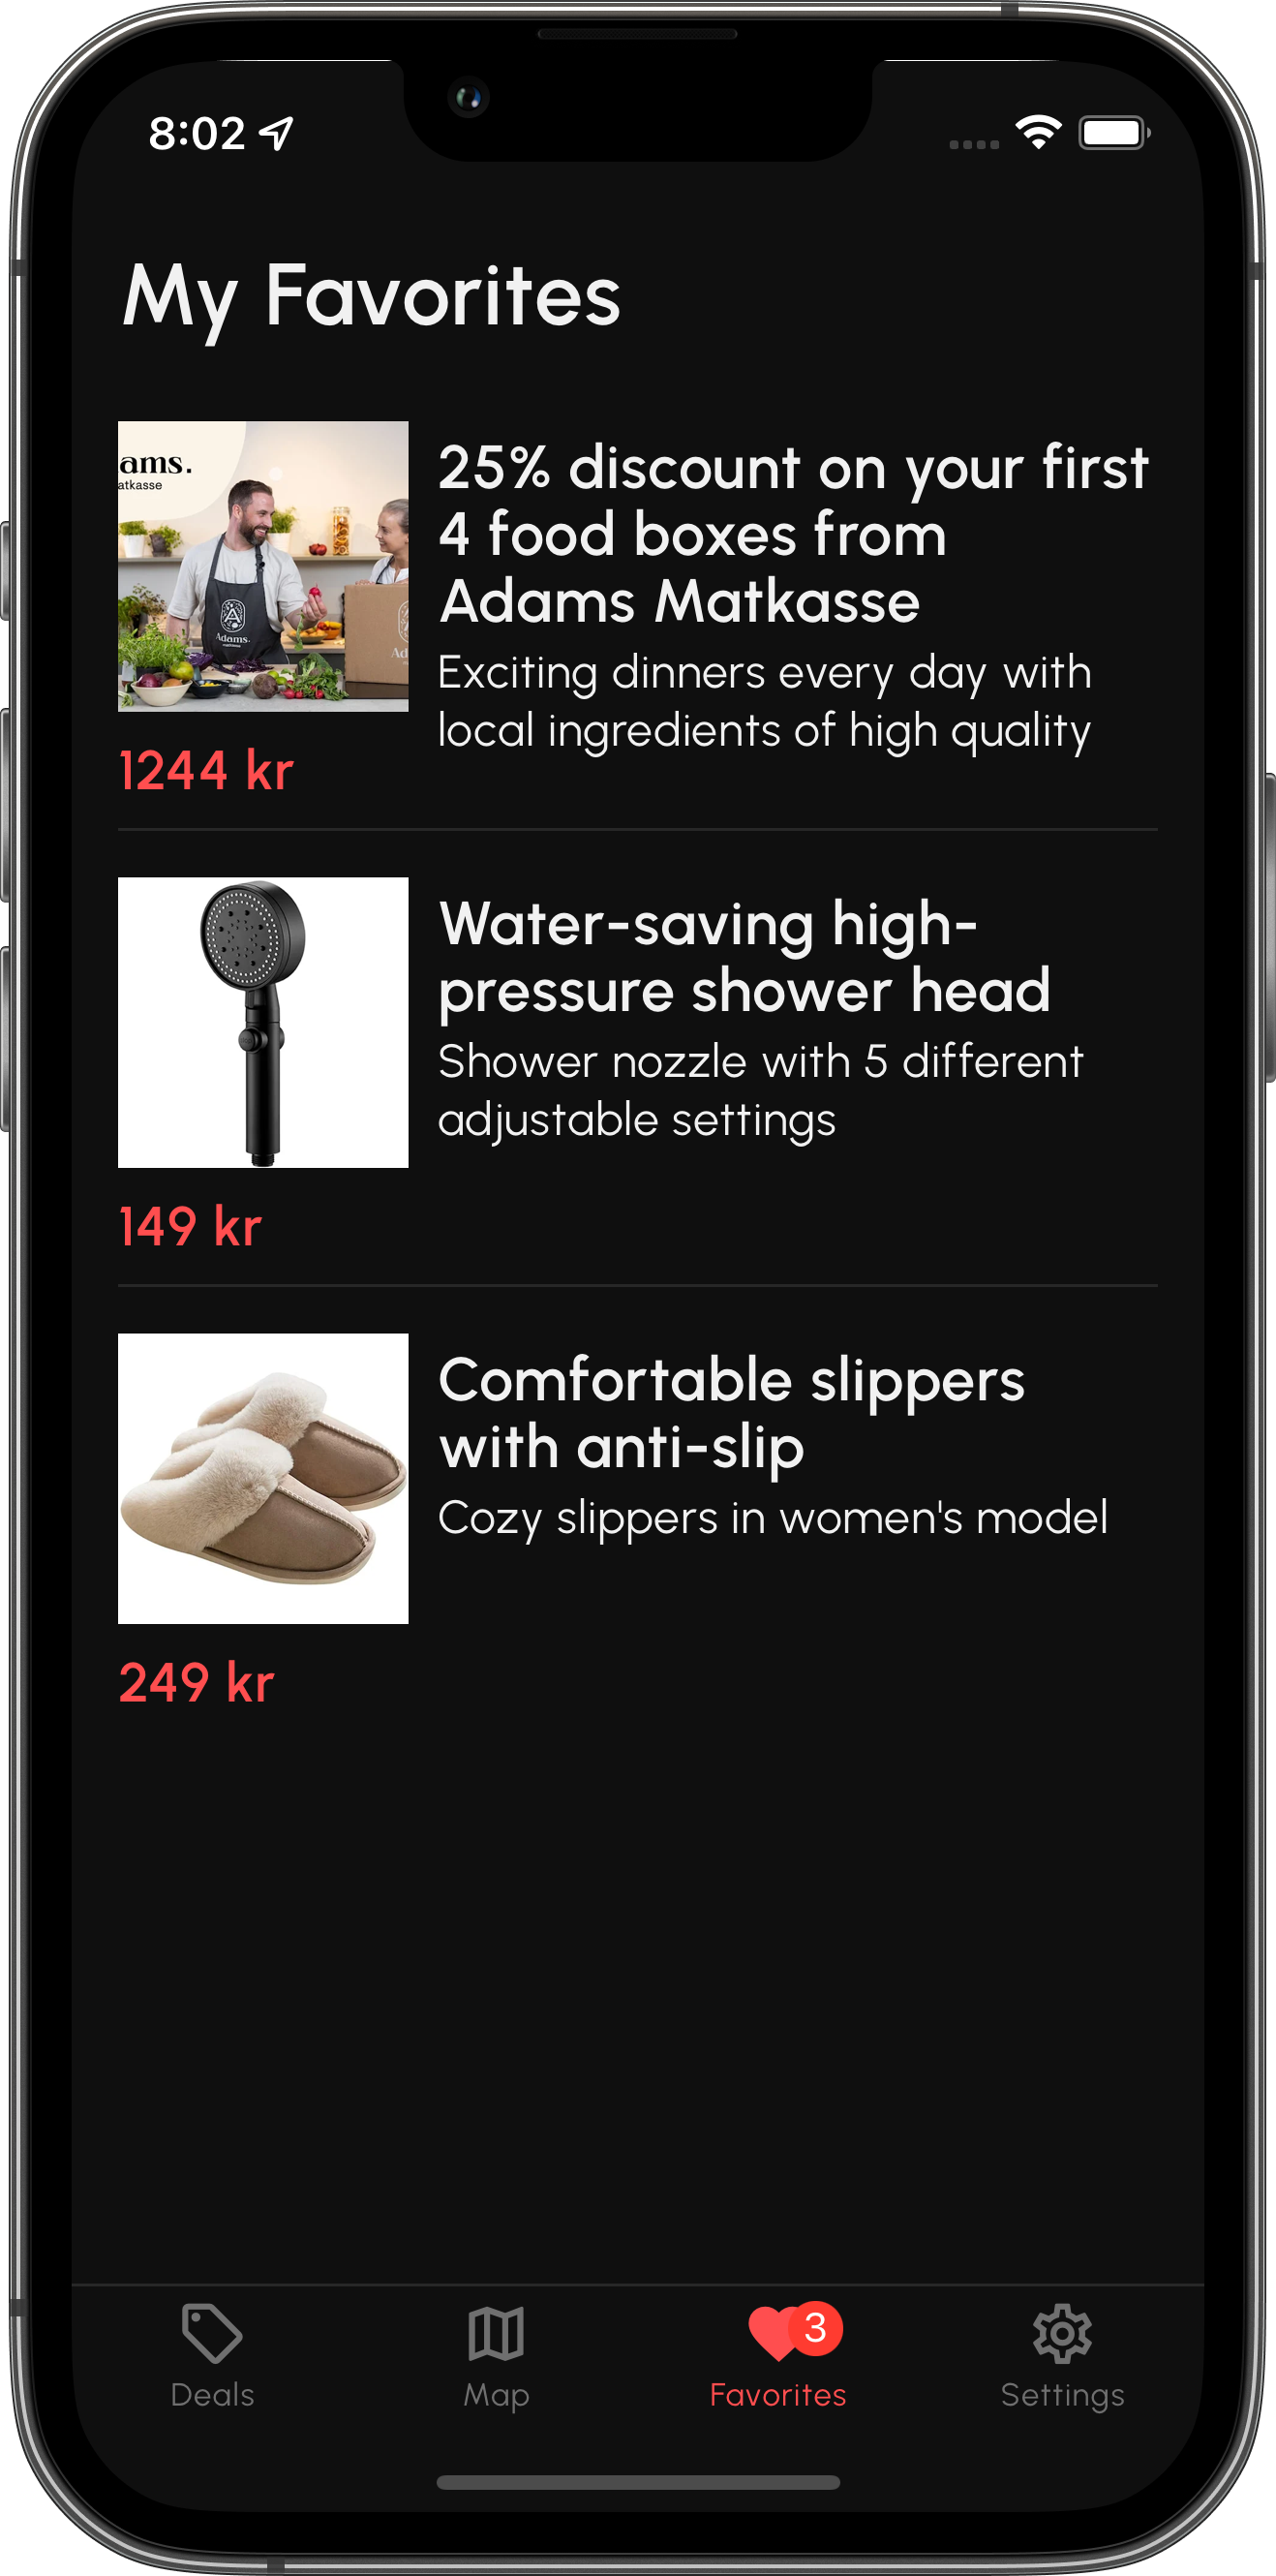 8:02
My Favorites
ams.
atkasse
Adams.
Ad
25% discount on your first
4 food boxes from
Adams Matkasse
Exciting dinners every day with
local ingredients of high quality
1244 kr
Water-saving high-
pressure shower head
Shower nozzle with 5 different
adjustable settings
149 kr
Comfortable slippers
with anti-slip
Cozy slippers in women's model
249 kr
3
Deals
Map
Favorites
Settings